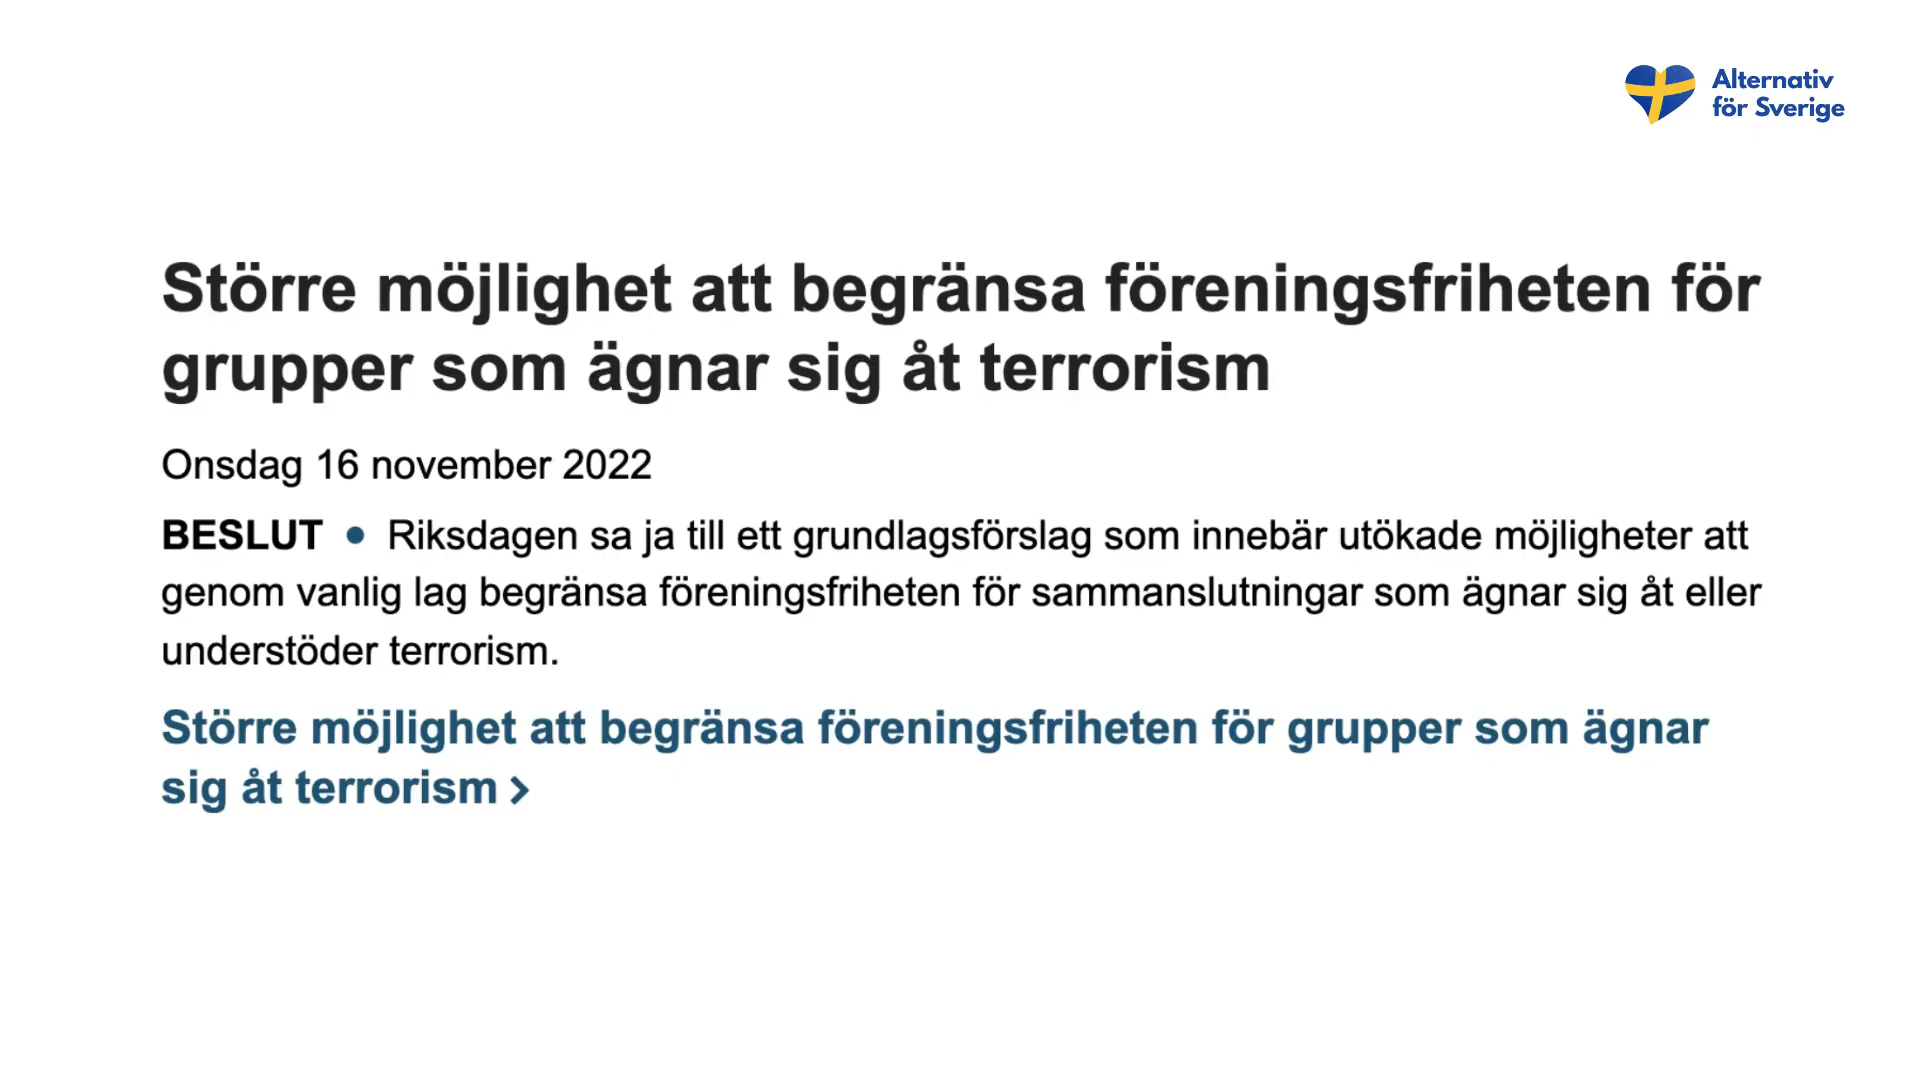 Alternativ
för Sverige
Större möjlighet att begränsa föreningsfriheten för
grupper som ägnar sig åt terrorism
Onsdag 16 november 2022
BESLUT • Riksdagen sa ja till ett grundlagsförslag som innebär utökade möjligheter att
genom vanlig lag begränsa föreningsfriheten för sammanslutningar som ägnar sig åt eller
understöder terrorism.
Större möjlighet att begränsa föreningsfriheten för grupper som ägnar
sig åt terrorism >